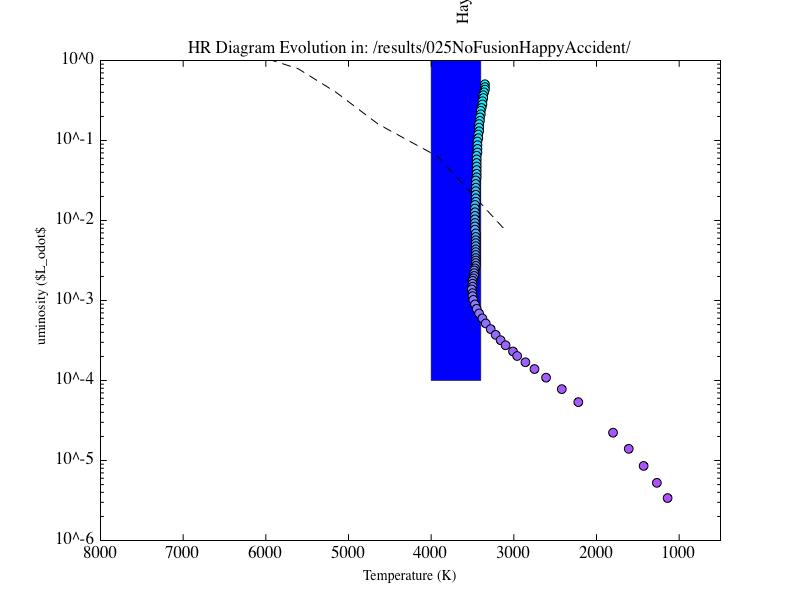 Hay
HR Diagram Evolution in: /results/025NoFusionHappyAccident/
10^0
10^-1
10^-2
10^-3
10^-4
10^-5
10^-6
uminosity ($L_odot$
8000 7000 6000 5000 4000 3000 2000 1000
Temperature (K)